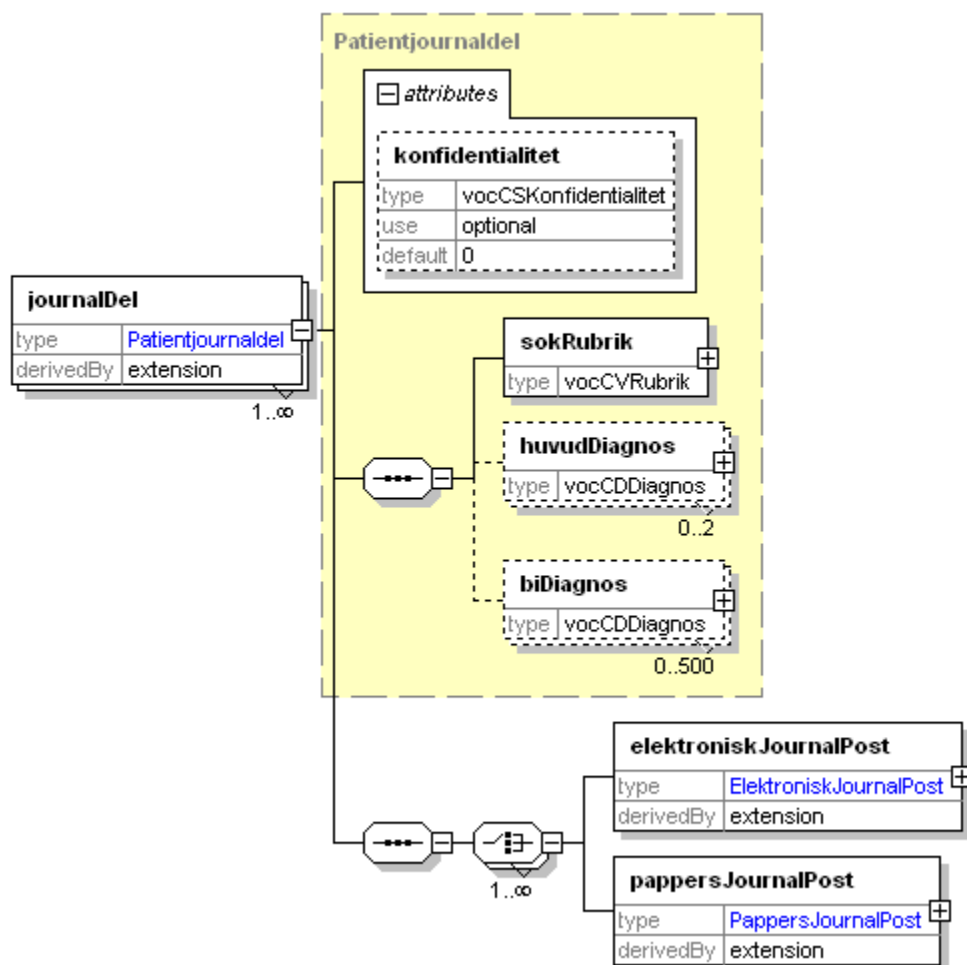 Patientjournaldel
attributes
konfidentialitet
type vocCSKonfidentialitet
use optional
default 0
journalDel
type Patientjournaldel
derivedBy extension
1..∞
sokRubrik
type vocCVRubrik
huvudDiagnos
type vocCDDiagnos
0..2
biDiagnos
type vocCDDiagnos
0..500
elektroniskJournalPost
type ElektroniskJournalPost
derivedBy extension
1..∞
pappersJournalPost
type PappersJournalPost
derivedBy extension